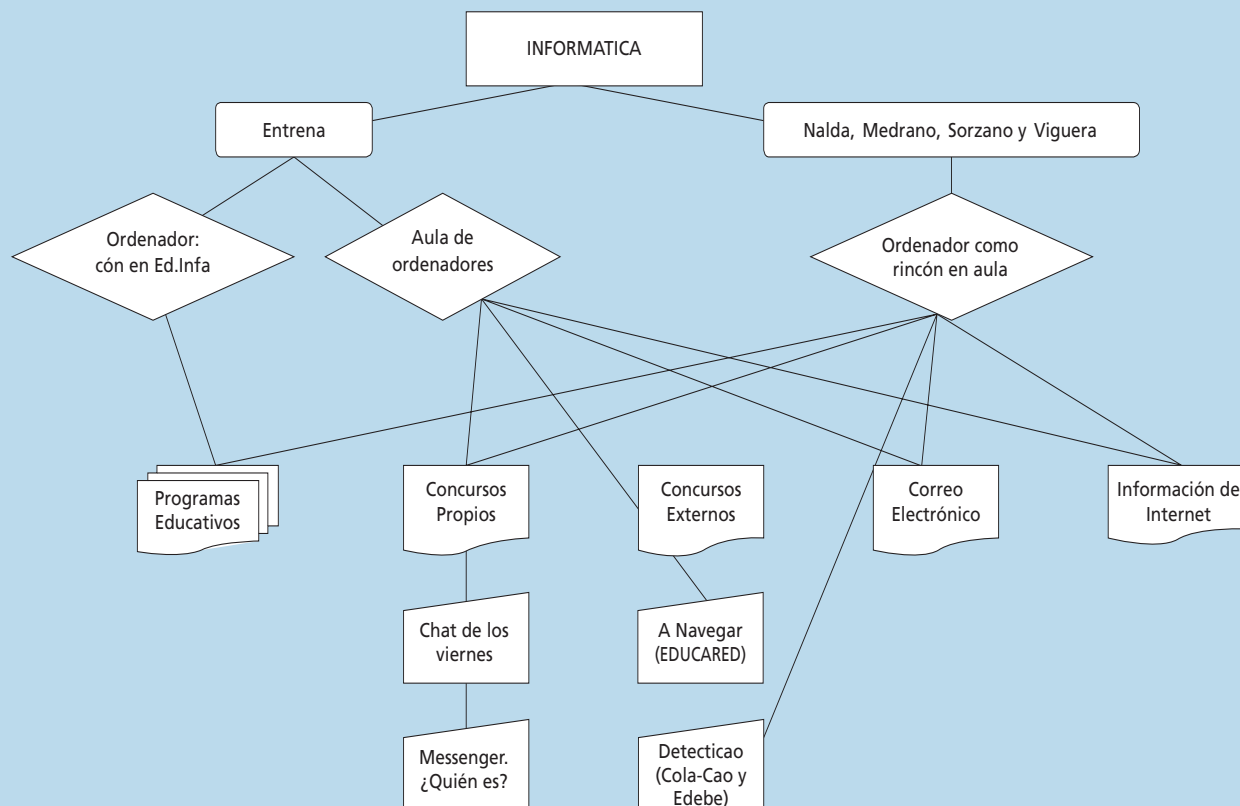 INFORMATICA
Entrena
Nalda, Medrano, Sorzano y Viguera
Ordenador:
cón en Ed.Infa
Aula de
ordenadores
Ordenador como
rincón en aula
Programas
Educativos
Concursos
Propios
Concursos
Externos
Correo
Electrónico
Información de
Internet
Chat de los
viernes
A Navegar
(EDUCARED)
Messenger.
¿Quién es?
Detecticao
(Cola-Cao y
Edebe)